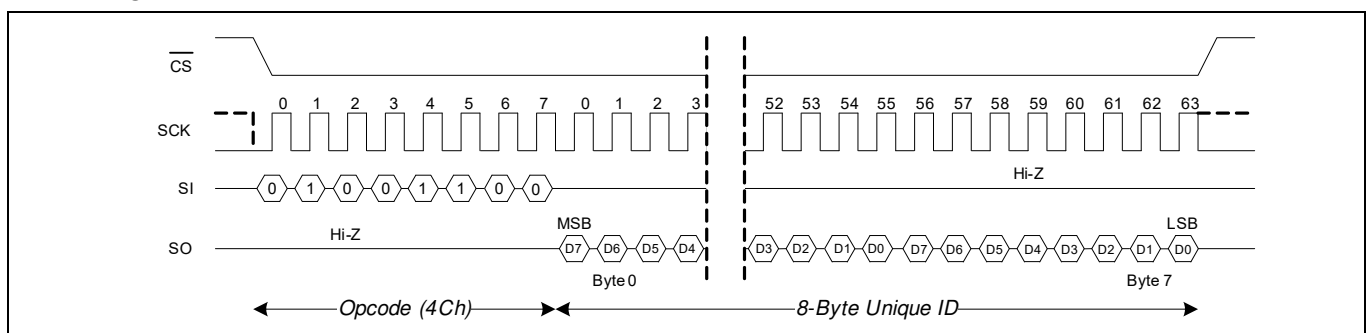 CS
0 1 2 3 4 5 6 7 0 1 2 3 52 53 54 55 56 57 58 59 60 61 62 63
SCK
Hi-Z
SI 0 1 0 0 1 1 0 0
MSB LSB
Hi-Z
SO D7 D6 D5 D4 D3 D2 D1 D0 D7 D6 D5 D4 D3 D2 D1 D0
Byte 0 Byte 7
Opcode (4Ch) 8-Byte Unique ID